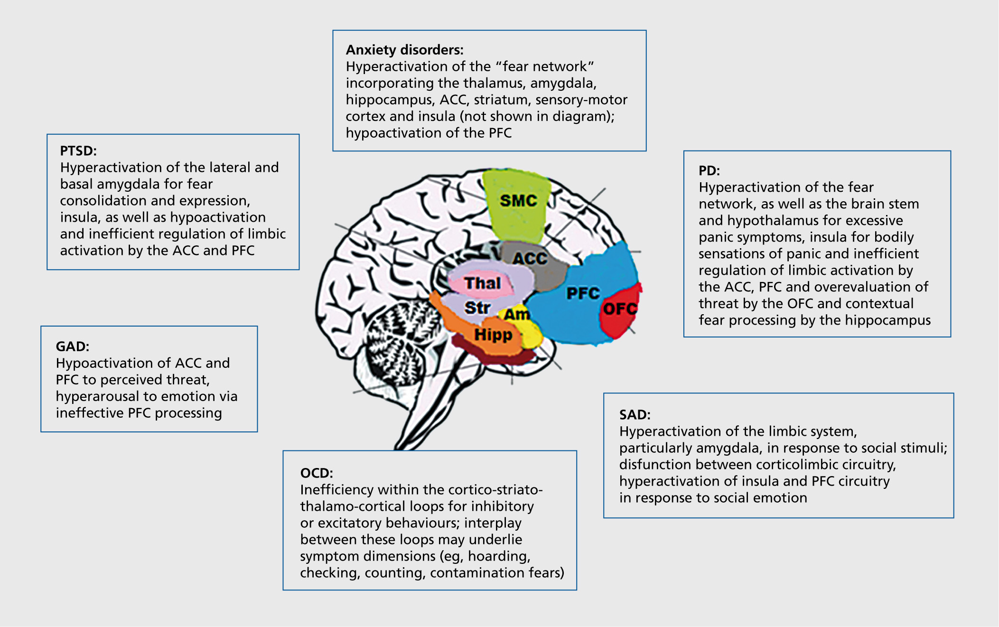 Anxiety disorders:
Hyperactivation of the “fear network”
incorporating the thalamus, amygdala,
hippocampus, ACC, striatum, sensory-motor
cortex and insula (not shown in diagram);
hypoactivation of the PFC
PTSD:
Hyperactivation of the lateral and
basal amygdala for fear
consolidation and expression,
insula, as well as hypoactivation
and inefficient regulation of limbic
activation by the ACC and PFC
PD:
Hyperactivation of the fear
network, as well as the brain stem
and hypothalamus for excessive
panic symptoms, insula for bodily
sensations of panic and inefficient
regulation of limbic activation by
the ACC, PFC and overevaluation of
threat by the OFC and contextual
fear processing by the hippocampus
SMC
ACC
Thal
PFC
Str
OFC
Am
Hipp
GAD:
Hypoactivation of ACC and
PFC to perceived threat,
hyperarousal to emotion via
ineffective PFC processing
SAD:
Hyperactivation of the limbic system,
particularly amygdala, in response to social stimuli;
disfunction between corticolimbic circuitry,
hyperactivation of insula and PFC circuitry
in response to social emotion
OCD:
Inefficiency within the cortico-striato-
thalamo-cortical loops for inhibitory
or excitatory behaviours; interplay
between these loops may underlie
symptom dimensions (eg, hoarding,
checking, counting, contamination fears)